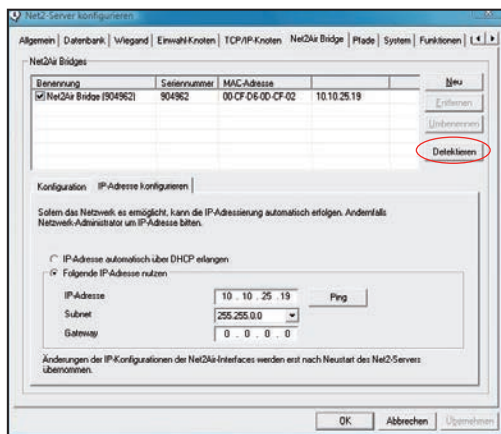 Net2-Server konfigurieren
Allgemein Datenbank Wiegand Einwahl-Knoten TCP/IP-Knoten Net2Air Bridge Pfade System Funktionen
Net2Air Bridges
Benennung Seriennummer MAC-Adresse
Net2Air Bridge (904962) 904962 00-CF-D6-0D-CF-02 10.10.25.19
Neu
Entfernen
Umbenennen
Detektieren
Konfiguration IP-Adresse konfigurieren
Sofern das Netzwerk es ermöglicht, kann die IP-Adressierung automatisch erfolgen. Andernfalls
Netzwerk-Administrator um IP-Adresse bitten.
IP-Adresse automatisch über DHCP erlangen
Folgende IP-Adresse nutzen
IP-Adresse 10 . 10 . 25 . 19 Ping
Subnet 255.255.0.0
Gateway 0 . 0 . 0 . 0
Änderungen der IP-Konfigurationen der Net2Air-Interfaces werden erst nach Neustart des Net2-Servers
übernommen.
OK Abbrechen Übernehmen